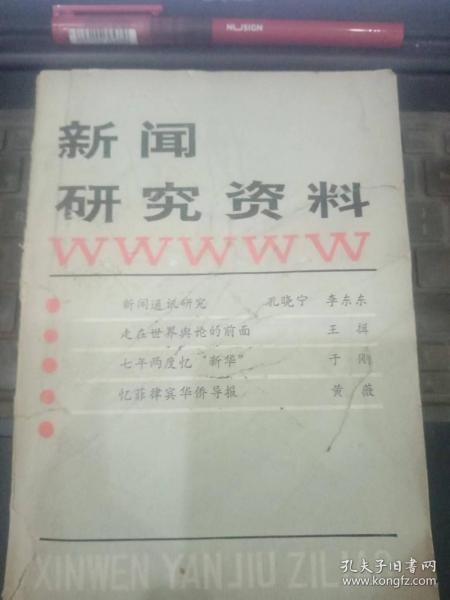 NUSIGN
新闻
研究资料
WWWWWW
新闻通讯研究 孔晓宁 李东东
走在世界舆论的前面 王揖
七年两度忆“新华” 于刚
忆菲律宾华侨导报 黄薇
XINWEN YANJIU ZILIAO
孔夫子旧书网
www.kongfz.com